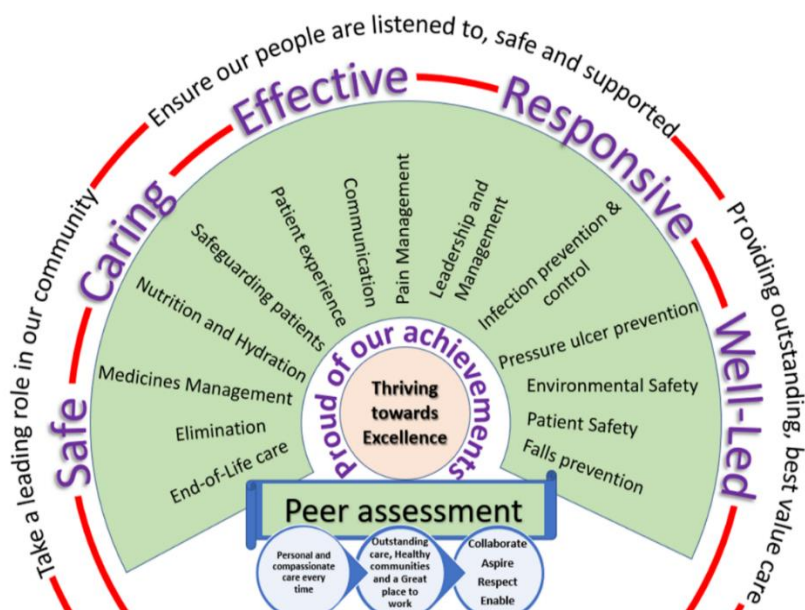 Take a leading role in our community
Ensure our people are listened to, safe and supported
Providing outstanding, best value care
Safe
Caring
Effective
Responsive
Well-Led
End-of-Life care
Elimination
Medicines Management
Nutrition and Hydration
Safeguarding patients
Patient experience
Communication
Pain Management
Leadership and
Management
Infection prevention &
control
Pressure ulcer prevention
Environmental Safety
Patient Safety
Falls prevention
Proud of our achievements
Thriving
towards
Excellence
Peer assessment
Personal and
compassionate
care every
time
Outstanding
care, Healthy
communities
and a Great
place to
work
Collaborate
Aspire
Respect
Enable